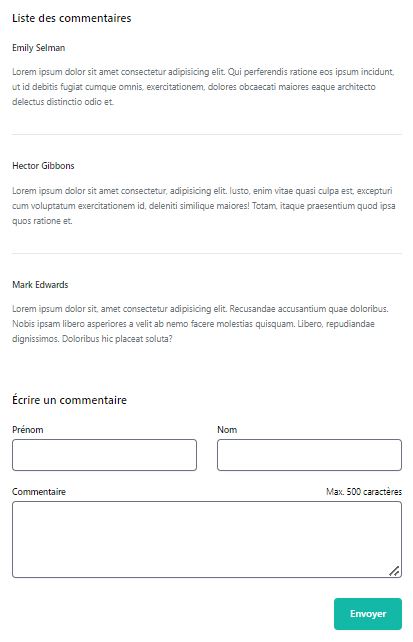 Liste des commentaires
Emily Selman
Lorem ipsum dolor sit amet consectetur adipisicing elit. Qui perferendis ratione eos ipsum incidunt,
ut id debitis fugiat cumque omnis, exercitationem, dolores obcaecati maiores eaque architecto
delectus distinctio odio et.
Hector Gibbons
Lorem ipsum dolor sit amet consectetur, adipisicing elit. Iusto, enim vitae quasi culpa est, excepturi
cum voluptatum exercitationem id, deleniti similique maiores! Totam, itaque praesentium quod ipsa
quos ratione et.
Mark Edwards
Lorem ipsum dolor sit, amet consectetur adipisicing elit. Recusandae accusantium quae doloribus.
Nobis ipsam libero asperiores a velit ab nemo facere molestias quisquam. Libero, repudiandae
dignissimos. Doloribus hic placeat soluta?
Écrire un commentaire
Prénom Nom
Commentaire Max. 500 caractères
Envoyer